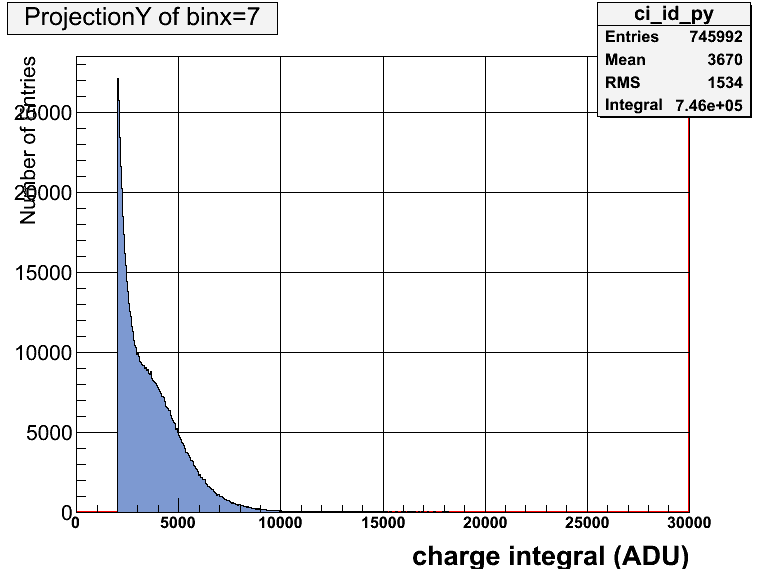 ProjectionY of binx=7
ci_id_py
Entries 745992
Mean 3670
RMS 1534
Integral 7.46e+05
Number of entries
25000
20000
15000
10000
5000
0
0 5000 10000 15000 20000 25000 30000
charge integral (ADU)